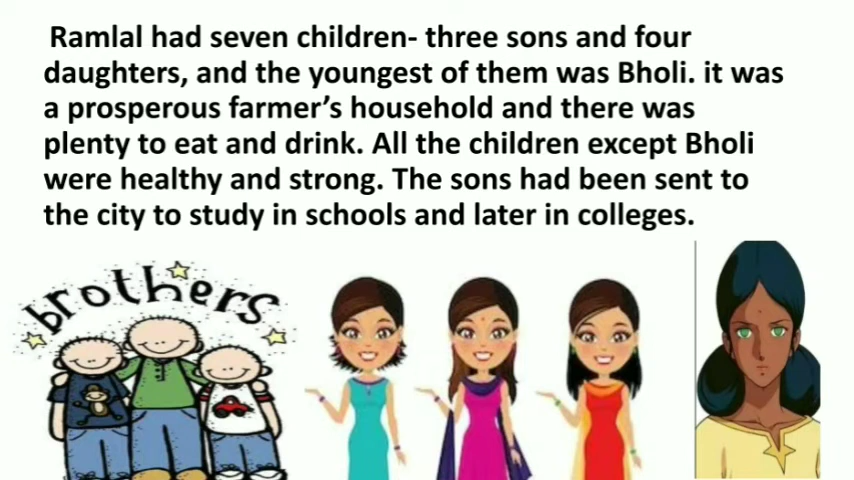 Ramlal had seven children- three sons and four
daughters, and the youngest of them was Bholi. it was
a prosperous farmer’s household and there was
plenty to eat and drink. All the children except Bholi
were healthy and strong. The sons had been sent to
the city to study in schools and later in colleges.
brothers